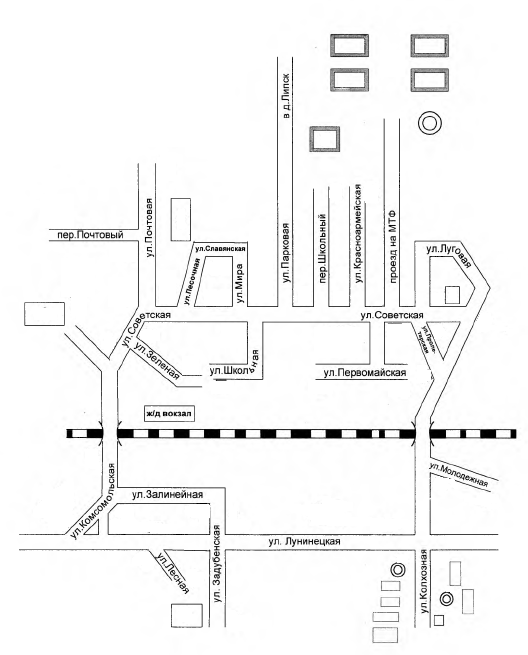 в д.Липск
ул.Почтовая
пер.Почтовый
ул.Славянская
ул.Песочная
ул.Мира
ул.Парковая
пер.Школьный
ул.Красноармейская
проезд на МТФ
ул.Луговая
ул.Советская
ул.Советская
ул.Зеленая
ул.Школьная
ул.Первомайская
ж/д вокзал
ул.Молодежная
ул.Комсомольская
ул.Залинейная
ул. Лунинецкая
ул.Лесная
ул. Задубенская
ул.Колхозная